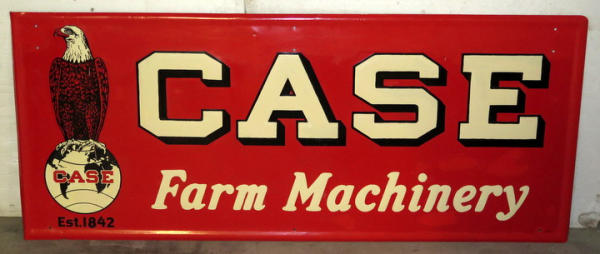 CASE
Farm Machinery
CASE
Est.1842